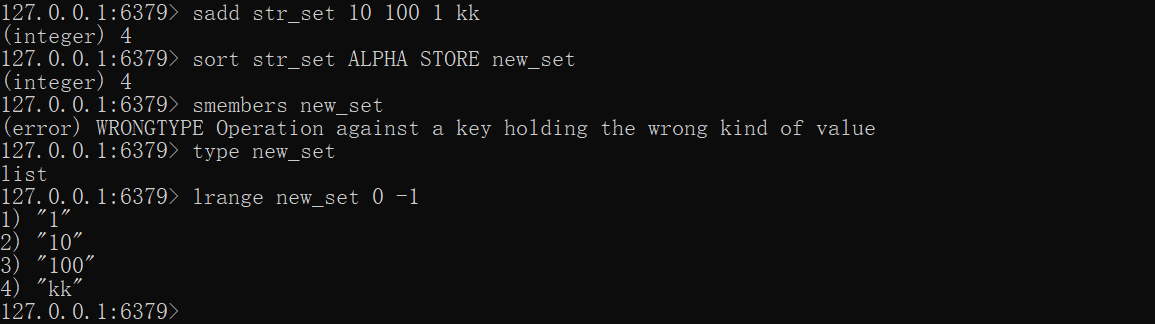 127.0.0.1:6379> sadd str_set 10 100 1 kk
(integer) 4
127.0.0.1:6379> sort str_set ALPHA STORE new_set
(integer) 4
127.0.0.1:6379> smembers new_set
(error) WRONGTYPE Operation against a key holding the wrong kind of value
127.0.0.1:6379> type new_set
list
127.0.0.1:6379> lrange new_set 0 -1
1) "1"
2) "10"
3) "100"
4) "kk"
127.0.0.1:6379>